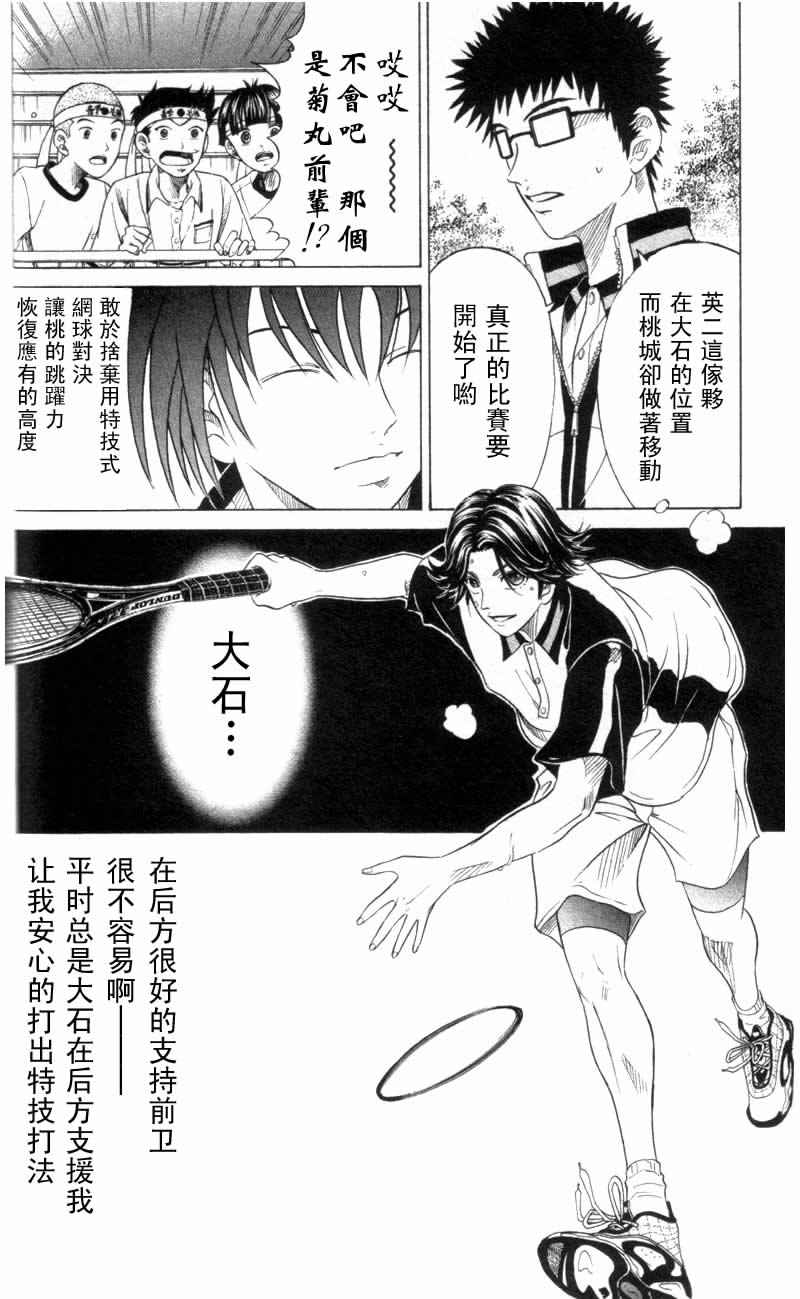 英二這傢夥
在大石的位置
而桃城卻做著移動
真正的比賽要
開始了喲
哎哎
不會吧 那個
是菊丸前輩!?
敢於捨棄用特技式
網球對決
讓桃的跳躍力
恢復應有的高度
大石…
DUNLOP
在后方很好的支持前卫
很不容易啊——
平时总是大石在后方支援我
让我安心的打出特技打法